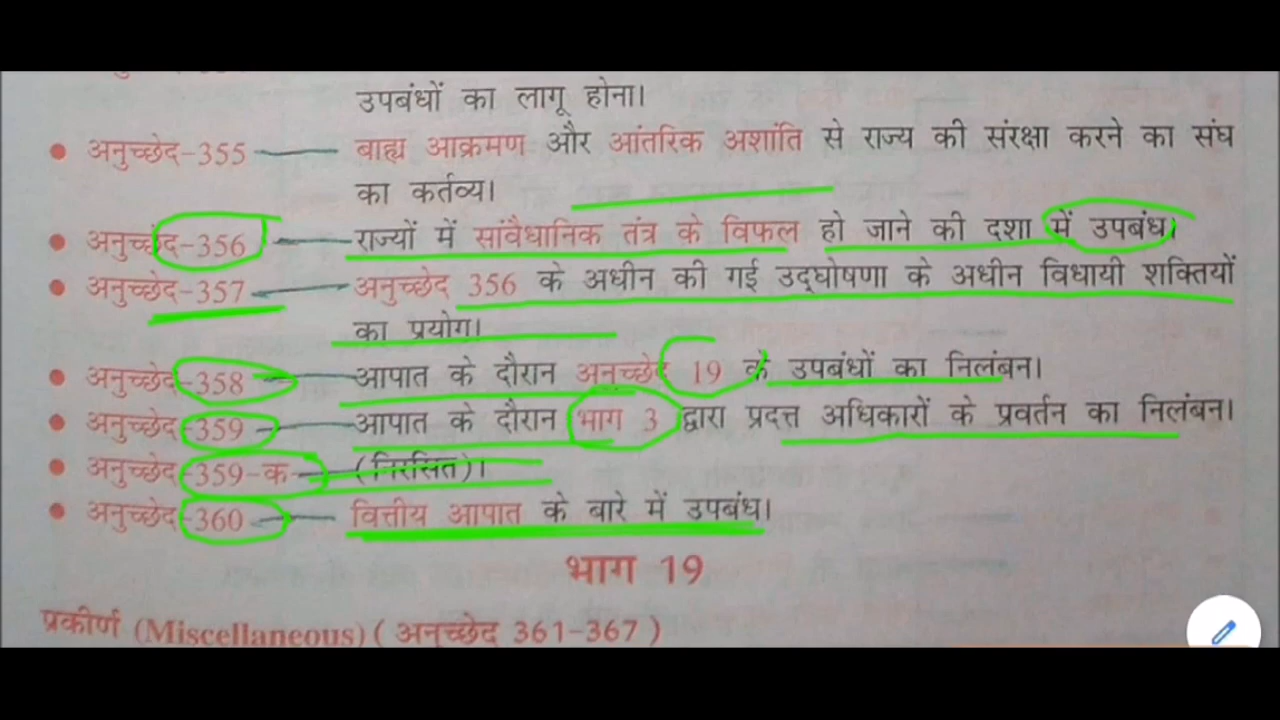 उपबंधों का लागू होना।
• अनुच्छेद-355 —— बाह्य आक्रमण और आंतरिक अशांति से राज्य की संरक्षा करने का संघ
का कर्तव्य।
• अनुच्छेद-356 —— राज्यों में सांवैधानिक तंत्र के विफल हो जाने की दशा में उपबंध।
• अनुच्छेद-357 —— अनुच्छेद 356 के अधीन की गई उद्घोषणा के अधीन विधायी शक्तियों
का प्रयोग।
• अनुच्छेद-358 —— आपात के दौरान अनुच्छेद 19 के उपबंधों का निलंबन।
• अनुच्छेद-359 —— आपात के दौरान भाग 3 द्वारा प्रदत्त अधिकारों के प्रवर्तन का निलंबन।
• अनुच्छेद-359-क —— (निरसित)।
• अनुच्छेद-360 —— वित्तीय आपात के बारे में उपबंध।
भाग 19
प्रकीर्ण (Miscellaneous) ( अनुच्छेद 361-367 )